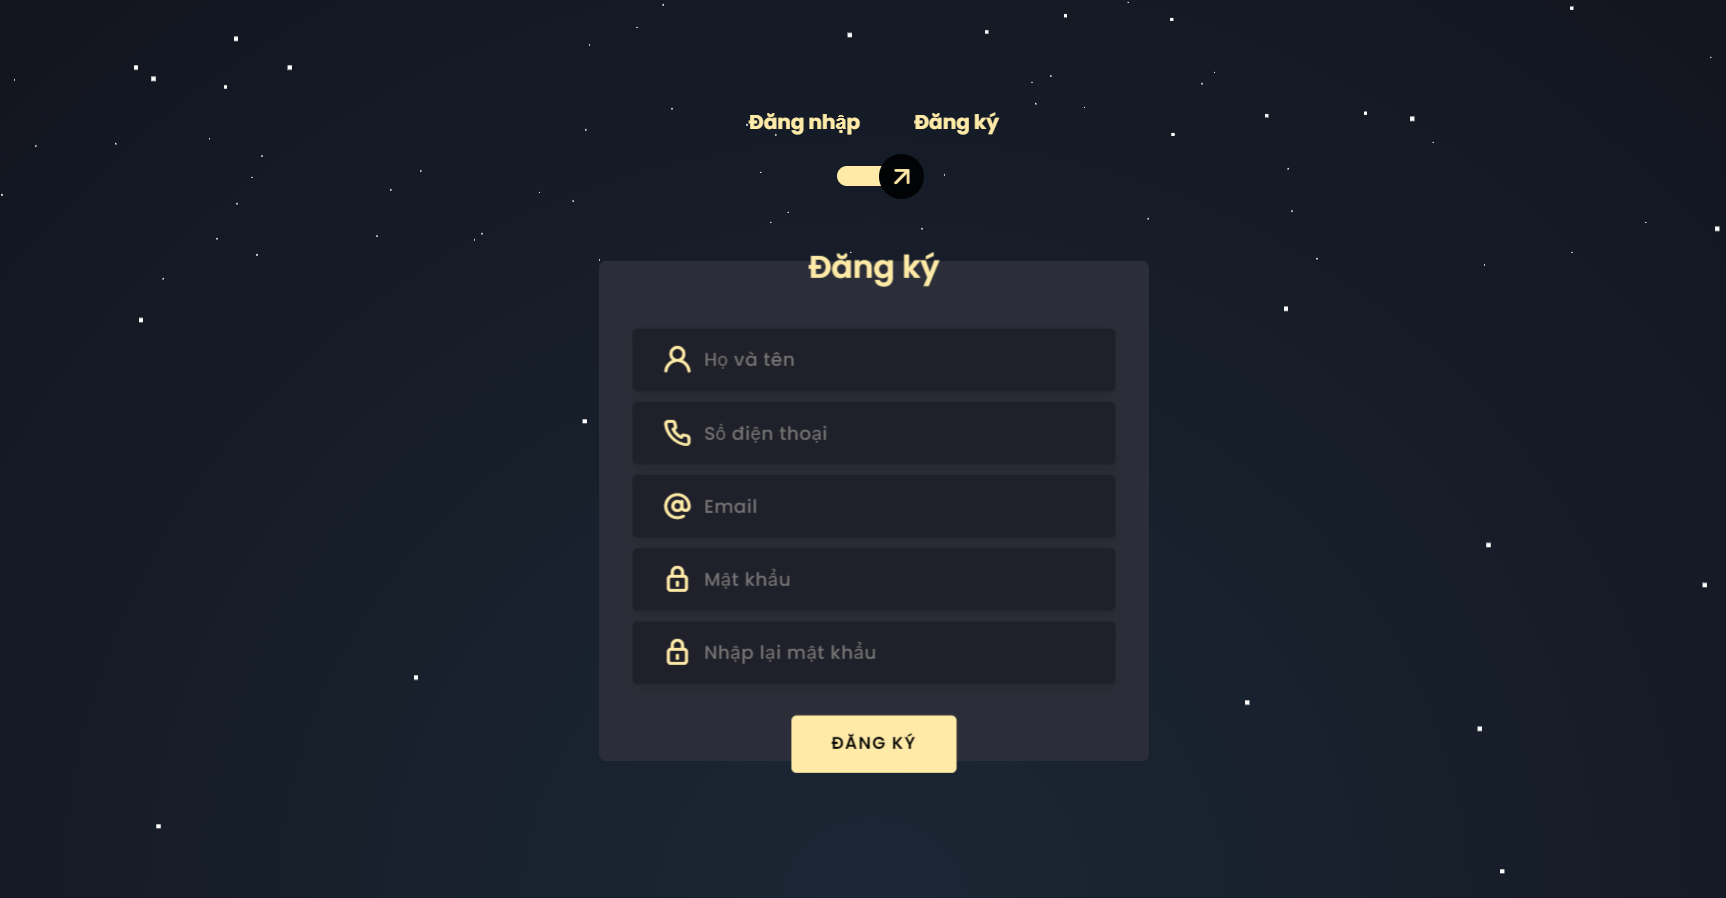 Đăng nhập Đăng ký
Đăng ký
Họ và tên
Số điện thoại
Email
Mật khẩu
Nhập lại mật khẩu
ĐĂNG KÝ